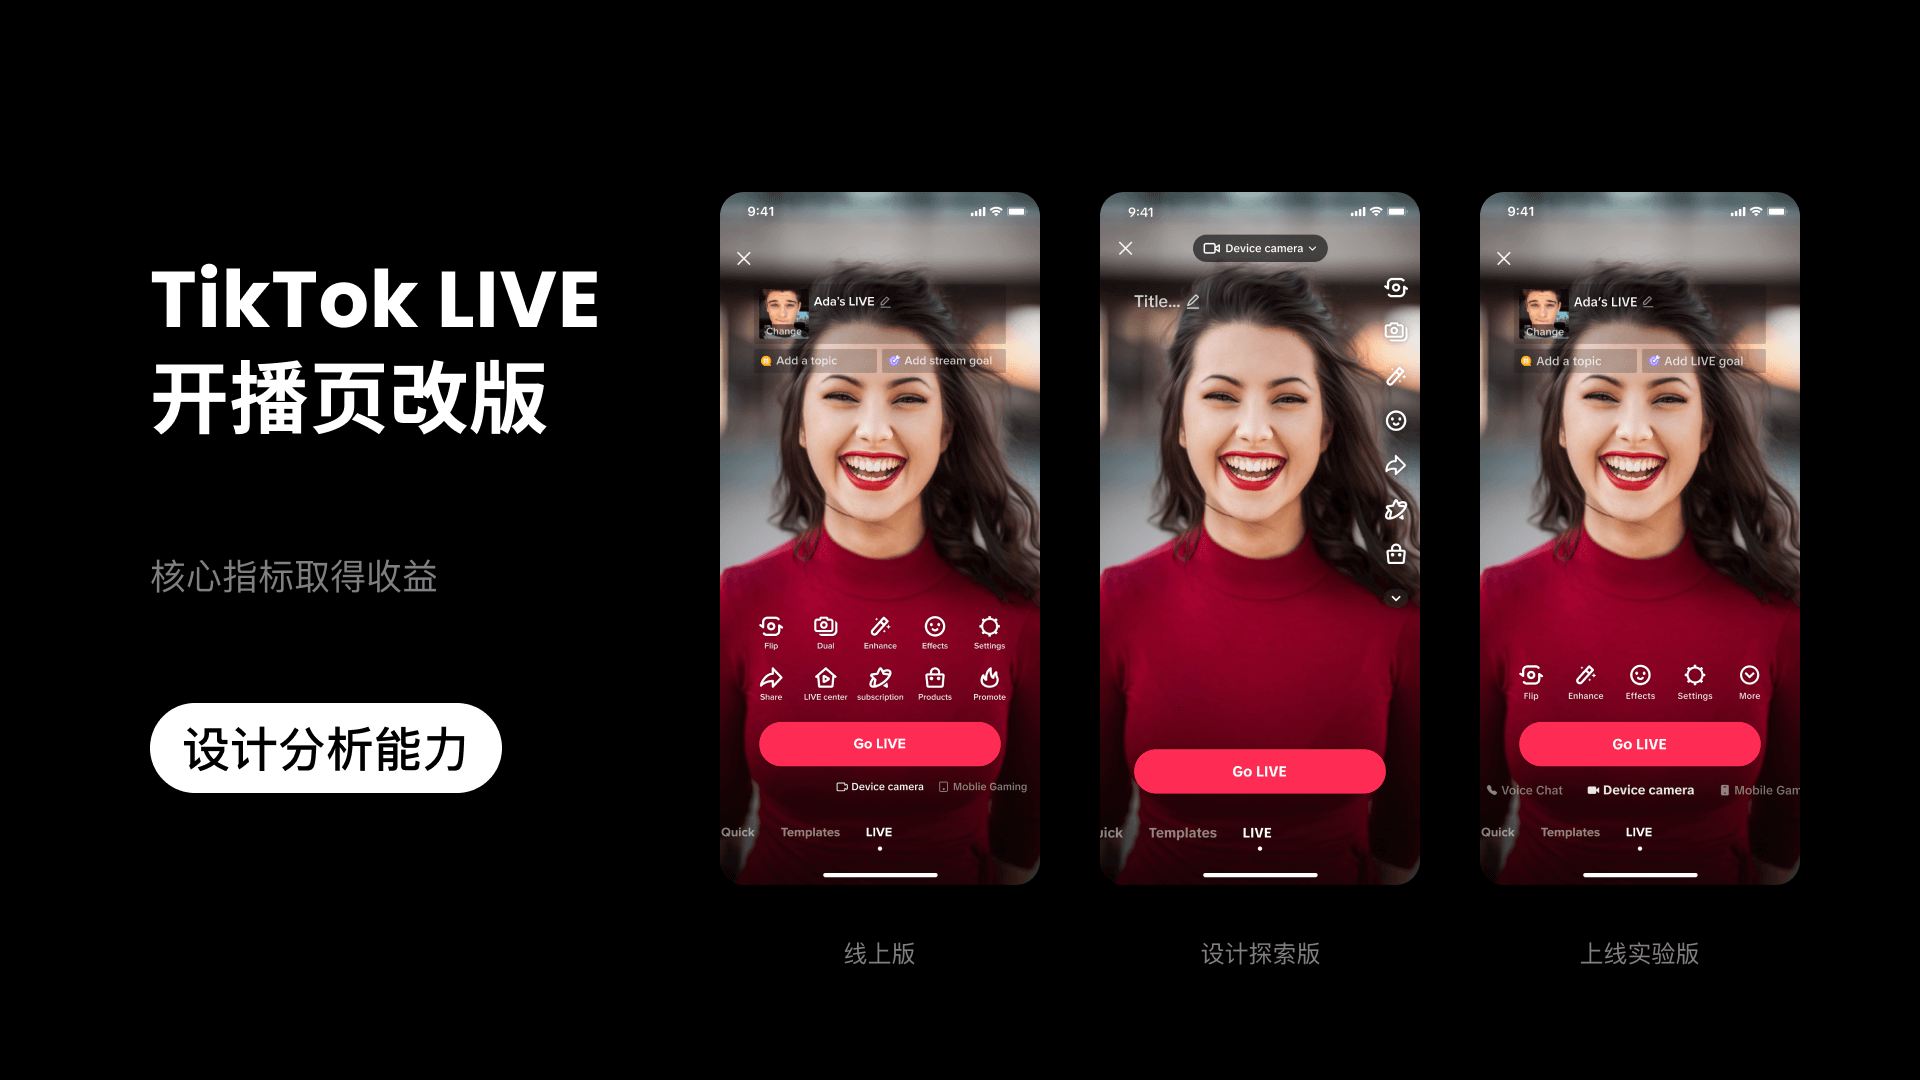 TikTok LIVE
开播页改版
核心指标取得收益
设计分析能力
9:41
Ada's LIVE
Change
Add a topic
Add stream goal
Flip
Dual
Enhance
Effects
Settings
Share
LIVE center
subscription
Products
Promote
Go LIVE
Device camera
Moblie Gaming
Quick
Templates
LIVE
线上版
9:41
Device camera
Title...
Go LIVE
uick
Templates
LIVE
设计探索版
9:41
Ada's LIVE
Change
Add a topic
Add LIVE goal
Flip
Enhance
Effects
Settings
More
Go LIVE
Voice Chat
Device camera
Mobile Gam
Quick
Templates
LIVE
上线实验版